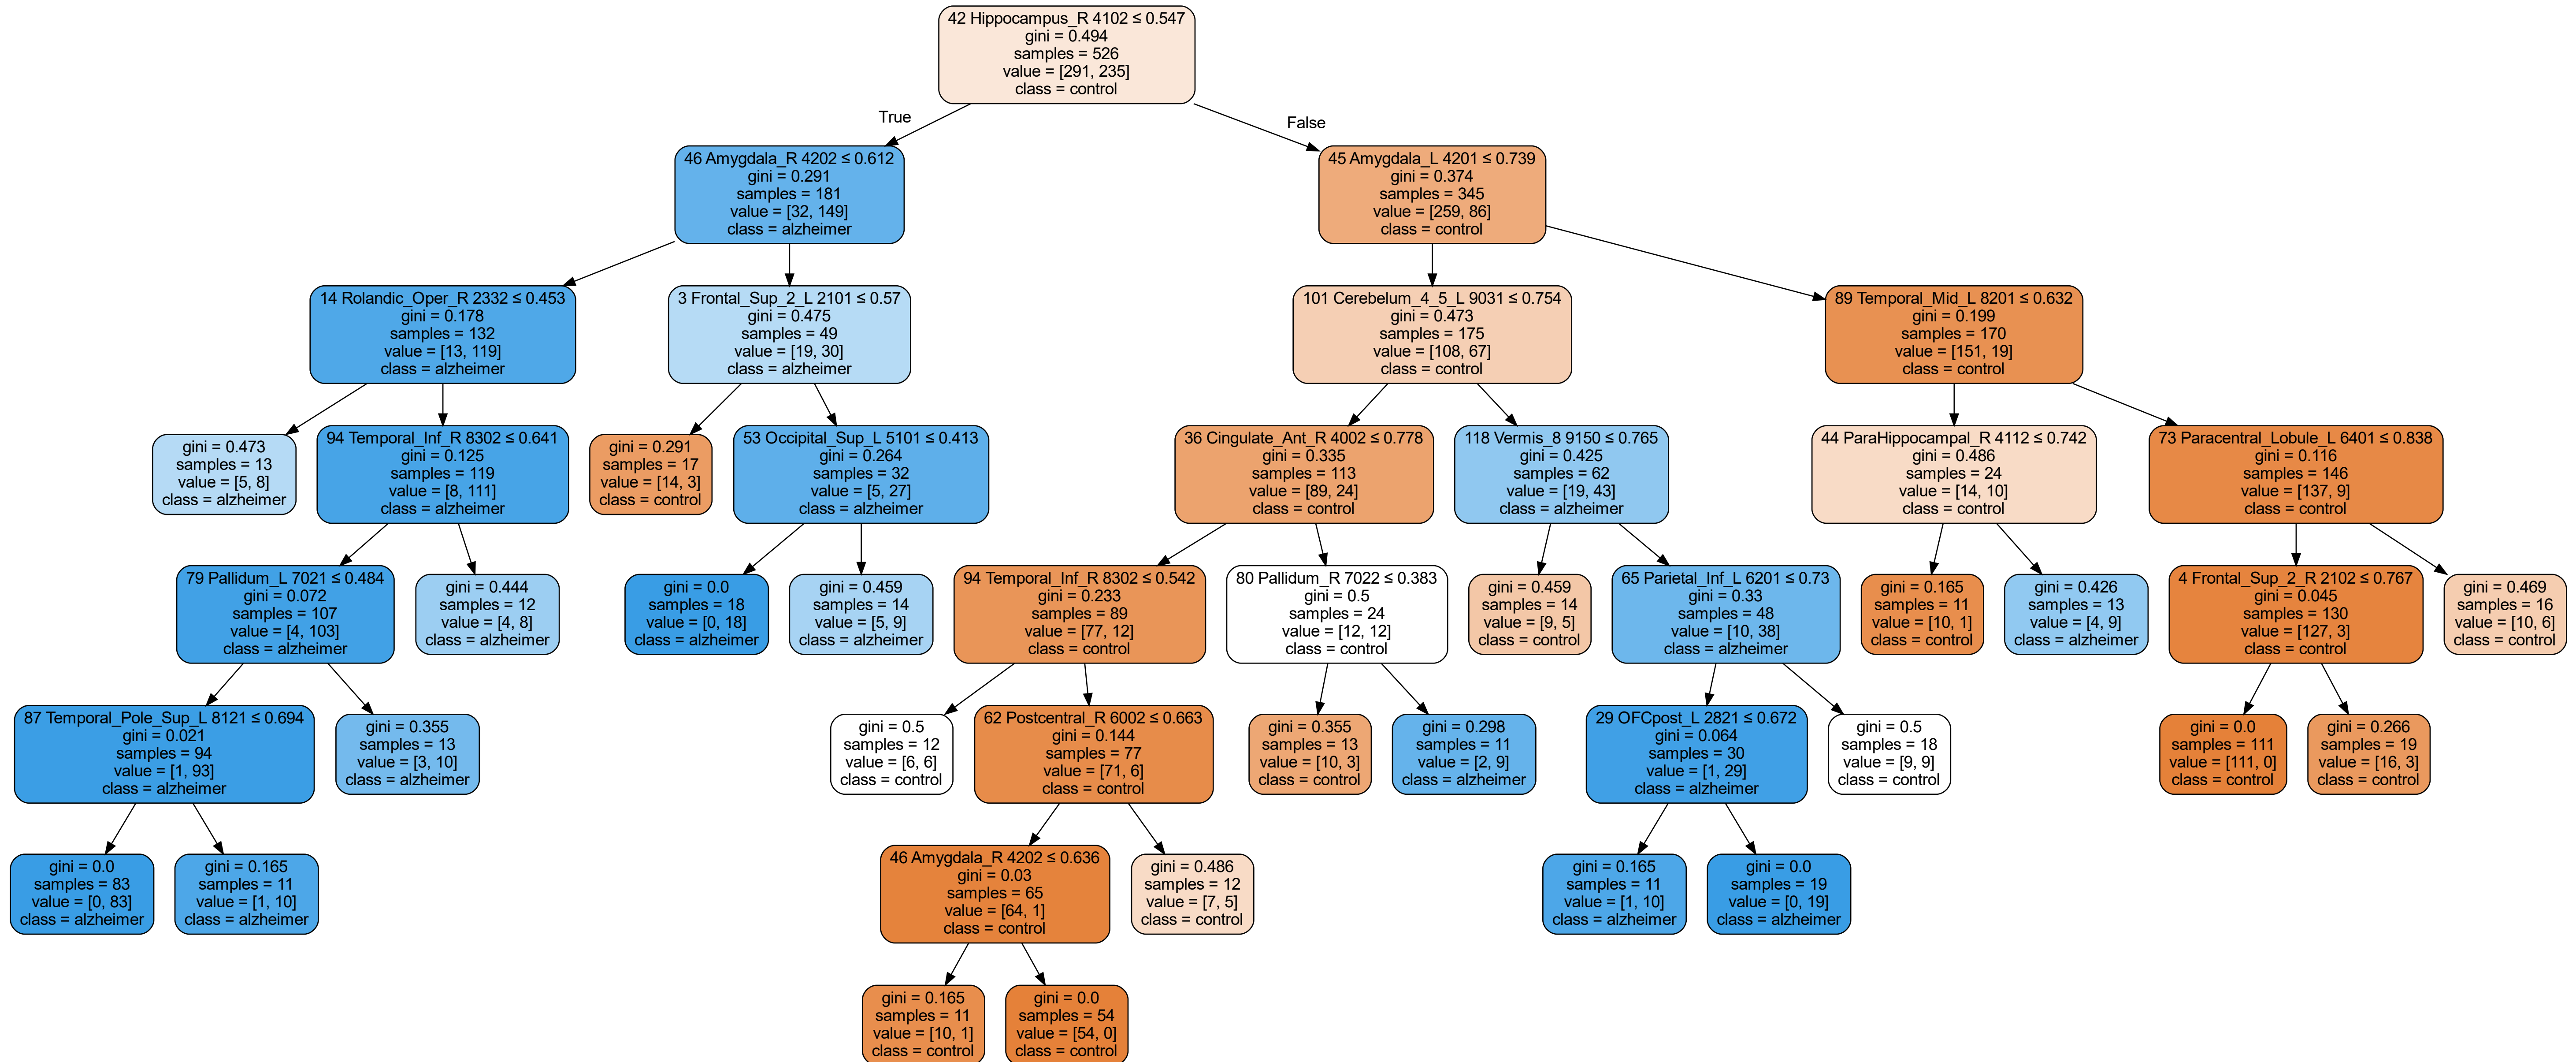 42 Hippocampus_R 4102 ≤ 0.547
gini = 0.494
samples = 526
value = [291, 235]
class = control
True
False
46 Amygdala_R 4202 ≤ 0.612
gini = 0.291
samples = 181
value = [32, 149]
class = alzheimer
45 Amygdala_L 4201 ≤ 0.739
gini = 0.374
samples = 345
value = [259, 86]
class = control
14 Rolandic_Oper_R 2332 ≤ 0.453
gini = 0.178
samples = 132
value = [13, 119]
class = alzheimer
3 Frontal_Sup_2_L 2101 ≤ 0.57
gini = 0.475
samples = 49
value = [19, 30]
class = alzheimer
101 Cerebelum_4_5_L 9031 ≤ 0.754
gini = 0.473
samples = 175
value = [108, 67]
class = control
89 Temporal_Mid_L 8201 ≤ 0.632
gini = 0.199
samples = 170
value = [151, 19]
class = control
gini = 0.473
samples = 13
value = [5, 8]
class = alzheimer
94 Temporal_Inf_R 8302 ≤ 0.641
gini = 0.125
samples = 119
value = [8, 111]
class = alzheimer
gini = 0.291
samples = 17
value = [14, 3]
class = control
53 Occipital_Sup_L 5101 ≤ 0.413
gini = 0.264
samples = 32
value = [5, 27]
class = alzheimer
36 Cingulate_Ant_R 4002 ≤ 0.778
gini = 0.335
samples = 113
value = [89, 24]
class = control
118 Vermis_8 9150 ≤ 0.765
gini = 0.425
samples = 62
value = [19, 43]
class = alzheimer
44 ParaHippocampal_R 4112 ≤ 0.742
gini = 0.486
samples = 24
value = [14, 10]
class = control
73 Paracentral_Lobule_L 6401 ≤ 0.838
gini = 0.116
samples = 146
value = [137, 9]
class = control
79 Pallidum_L 7021 ≤ 0.484
gini = 0.072
samples = 107
value = [4, 103]
class = alzheimer
gini = 0.444
samples = 12
value = [4, 8]
class = alzheimer
gini = 0.0
samples = 18
value = [0, 18]
class = alzheimer
gini = 0.459
samples = 14
value = [5, 9]
class = alzheimer
94 Temporal_Inf_R 8302 ≤ 0.542
gini = 0.233
samples = 89
value = [77, 12]
class = control
80 Pallidum_R 7022 ≤ 0.383
gini = 0.5
samples = 24
value = [12, 12]
class = control
gini = 0.459
samples = 14
value = [9, 5]
class = control
65 Parietal_Inf_L 6201 ≤ 0.73
gini = 0.33
samples = 48
value = [10, 38]
class = alzheimer
gini = 0.165
samples = 11
value = [10, 1]
class = control
gini = 0.426
samples = 13
value = [4, 9]
class = alzheimer
4 Frontal_Sup_2_R 2102 ≤ 0.767
gini = 0.045
samples = 130
value = [127, 3]
class = control
gini = 0.469
samples = 16
value = [10, 6]
class = control
87 Temporal_Pole_Sup_L 8121 ≤ 0.694
gini = 0.021
samples = 94
value = [1, 93]
class = alzheimer
gini = 0.355
samples = 13
value = [3, 10]
class = alzheimer
gini = 0.5
samples = 12
value = [6, 6]
class = control
62 Postcentral_R 6002 ≤ 0.663
gini = 0.144
samples = 77
value = [71, 6]
class = control
gini = 0.355
samples = 13
value = [10, 3]
class = control
gini = 0.298
samples = 11
value = [2, 9]
class = alzheimer
29 OFCpost_L 2821 ≤ 0.672
gini = 0.064
samples = 30
value = [1, 29]
class = alzheimer
gini = 0.5
samples = 18
value = [9, 9]
class = control
gini = 0.0
samples = 111
value = [111, 0]
class = control
gini = 0.266
samples = 19
value = [16, 3]
class = control
gini = 0.0
samples = 83
value = [0, 83]
class = alzheimer
gini = 0.165
samples = 11
value = [1, 10]
class = alzheimer
46 Amygdala_R 4202 ≤ 0.636
gini = 0.03
samples = 65
value = [64, 1]
class = control
gini = 0.486
samples = 12
value = [7, 5]
class = control
gini = 0.165
samples = 11
value = [1, 10]
class = alzheimer
gini = 0.0
samples = 19
value = [0, 19]
class = alzheimer
gini = 0.165
samples = 11
value = [10, 1]
class = control
gini = 0.0
samples = 54
value = [54, 0]
class = control